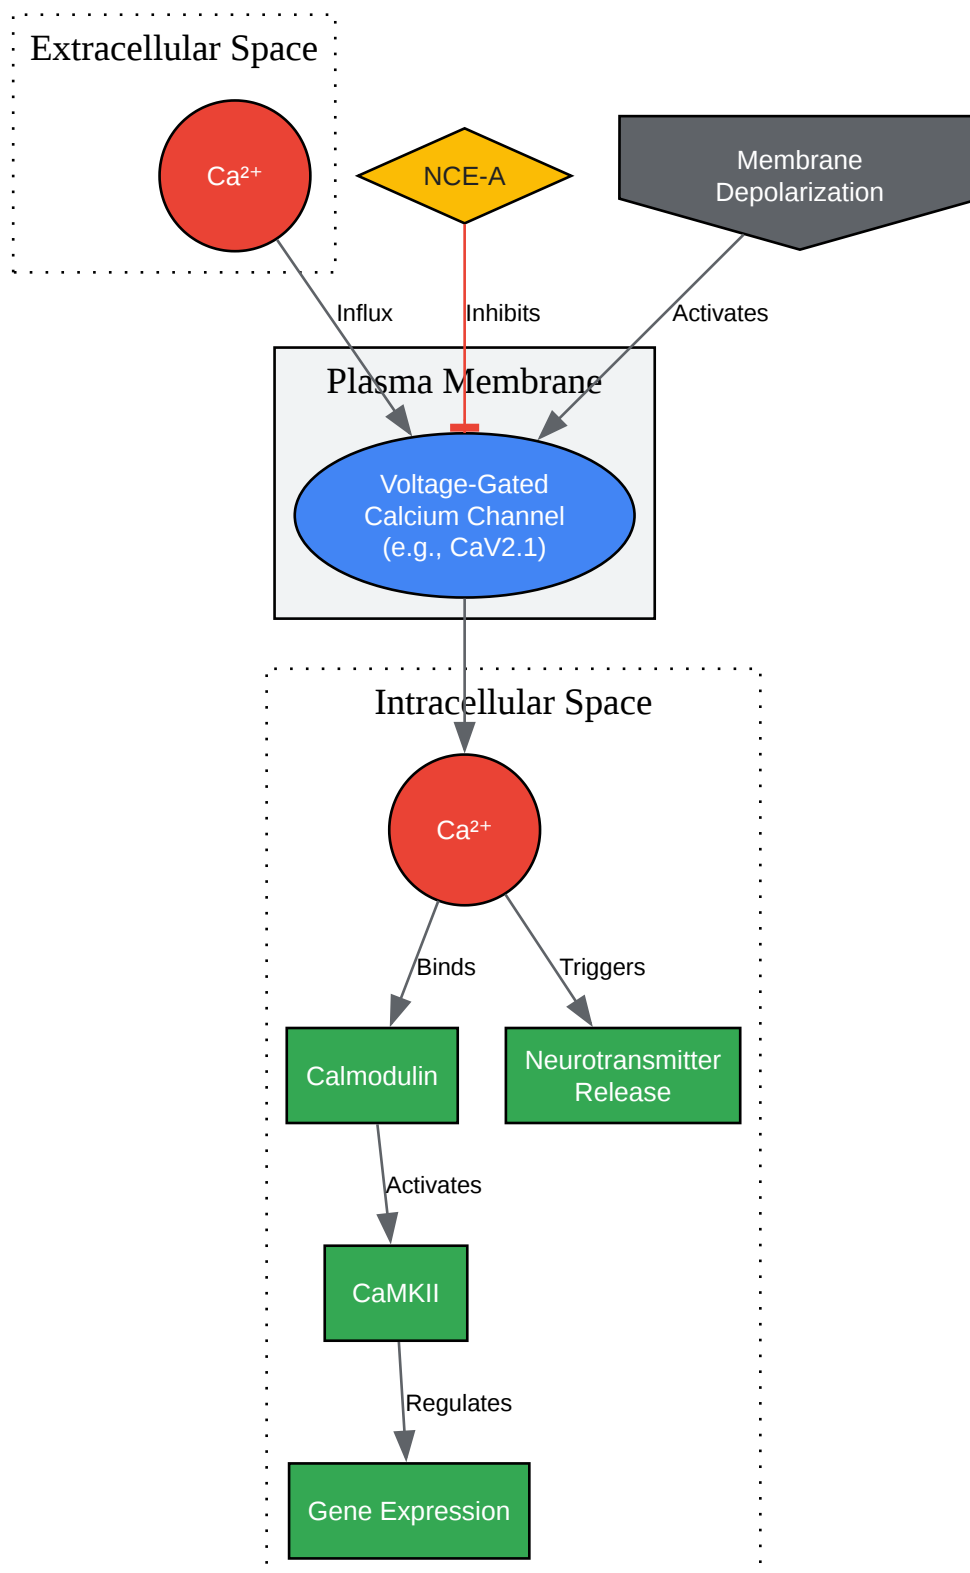 Extracellular Space
Ca²⁺
NCE-A
Membrane
Depolarization
Influx
Inhibits
Activates
Plasma Membrane
Voltage-Gated
Calcium Channel
(e.g., CaV2.1)
Intracellular Space
Ca²⁺
Binds
Triggers
Calmodulin
Neurotransmitter
Release
Activates
CaMKII
Regulates
Gene Expression